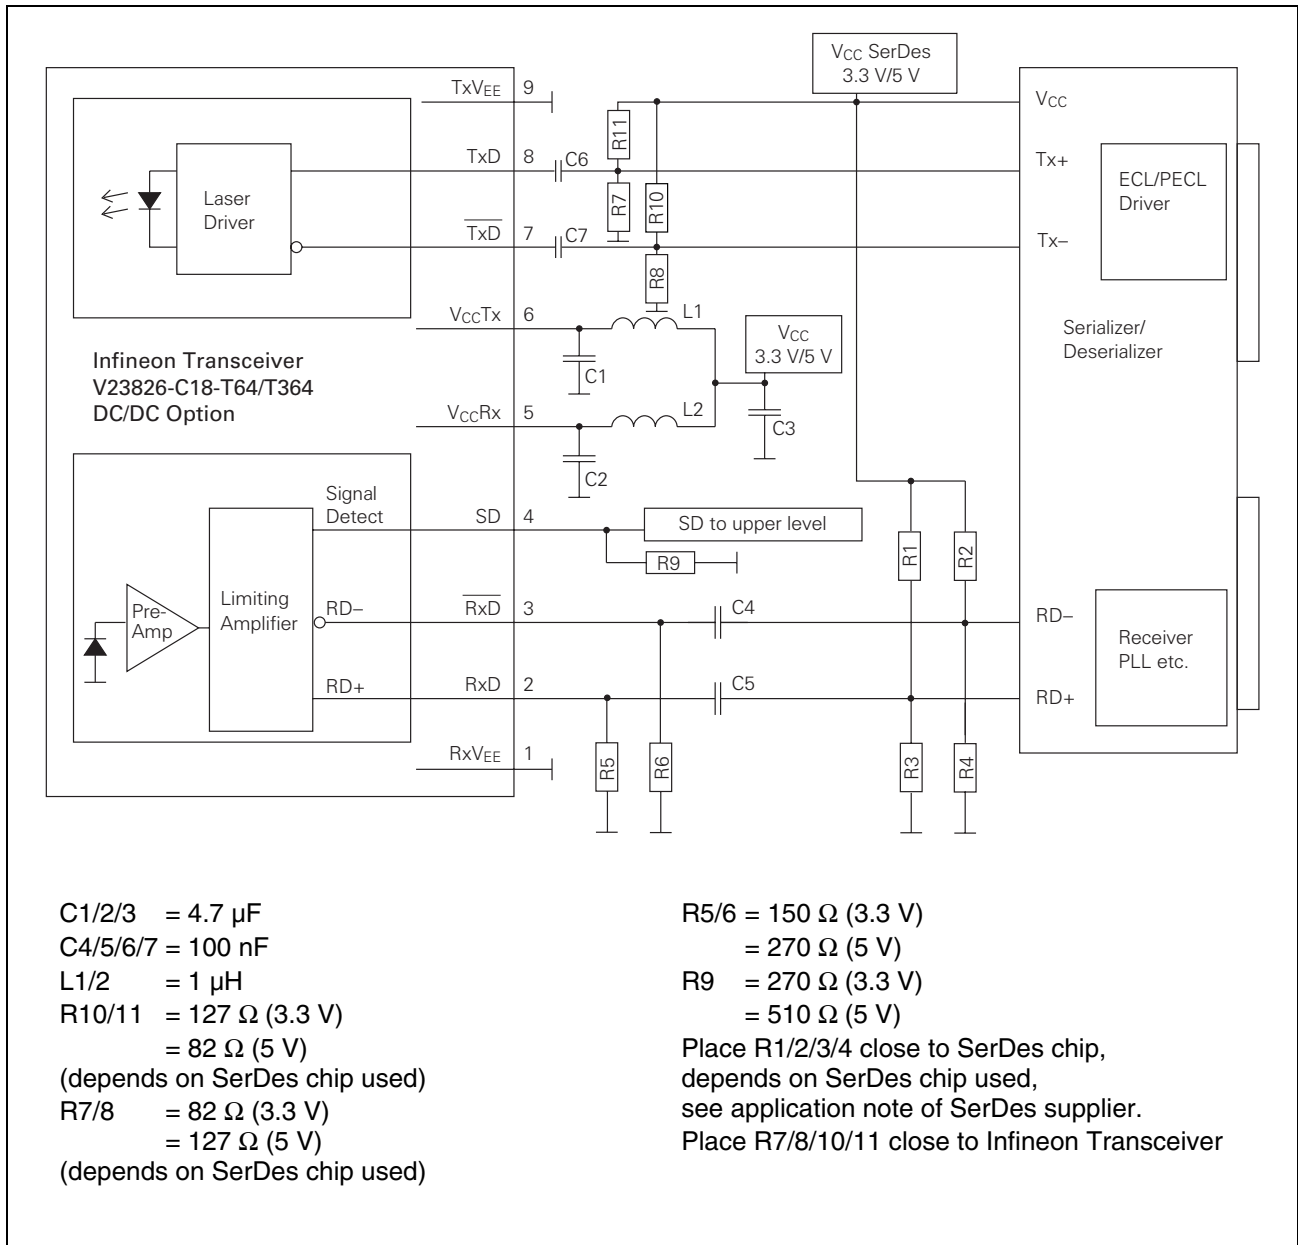 V_CC SerDes
3.3 V/5 V
TxV_EE 9
V_CC
R11
TxD 8
C6
Tx+
ECL/PECL
Driver
Laser
Driver
R7
R10
TxD 7
C7
Tx–
R8
V_CCTx 6
L1
V_CC
3.3 V/5 V
Serializer/
Deserializer
Infineon Transceiver
V23826-C18-T64/T364
DC/DC Option
C1
V_CCRx 5
L2
C3
C2
Signal
Detect
SD 4
SD to upper level
R9
R1
R2
Pre-
Amp
Limiting
Amplifier
RD–
RxD 3
C4
RD–
Receiver
PLL etc.
RD+
RxD 2
C5
RD+
RxV_EE 1
R5
R6
R3
R4
C1/2/3 = 4.7 µF
C4/5/6/7 = 100 nF
L1/2 = 1 µH
R10/11 = 127 Ω (3.3 V)
= 82 Ω (5 V)
(depends on SerDes chip used)
R7/8 = 82 Ω (3.3 V)
= 127 Ω (5 V)
(depends on SerDes chip used)
R5/6 = 150 Ω (3.3 V)
= 270 Ω (5 V)
R9 = 270 Ω (3.3 V)
= 510 Ω (5 V)
Place R1/2/3/4 close to SerDes chip,
depends on SerDes chip used,
see application note of SerDes supplier.
Place R7/8/10/11 close to Infineon Transceiver